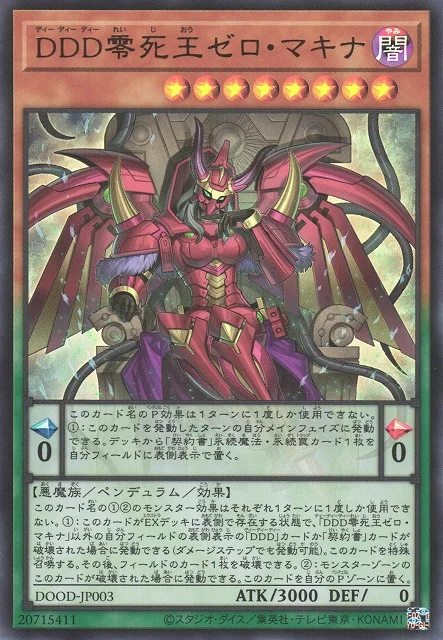 DDD零死王ゼロ・マキナ
ディー ディー ディー れい じ おう
闇
やみ
このカード名のP効果は1ターンに1度しか使用できない。
①:このカードを発動したターンの自分メインフェイズに発動
できる。デッキから「契約書」永続魔法・永続罠カード1枚を
自分フィールドに表側表示で置く。
0
0
【悪魔族/ペンデュラム/効果】
このカード名の①②のモンスター効果はそれぞれ1ターンに1度しか使用でき
ない。①:このカードがEXデッキに表側で存在する状態で、「DDD零死王ゼロ・
マキナ」以外の自分フィールドの表側表示の「DDD」カードか「契約書」カードが
破壊された場合に発動できる(ダメージステップでも発動可能)。このカードを特殊
召喚する。その後、フィールドのカード1枚を破壊できる。②:モンスターゾーンの
このカードが破壊された場合に発動できる。このカードを自分のPゾーンに置く。
DOOD-JP003
ATK/3000 DEF/ 0
20715411
©スタジオ・ダイス/集英社・テレビ東京・KONAMI